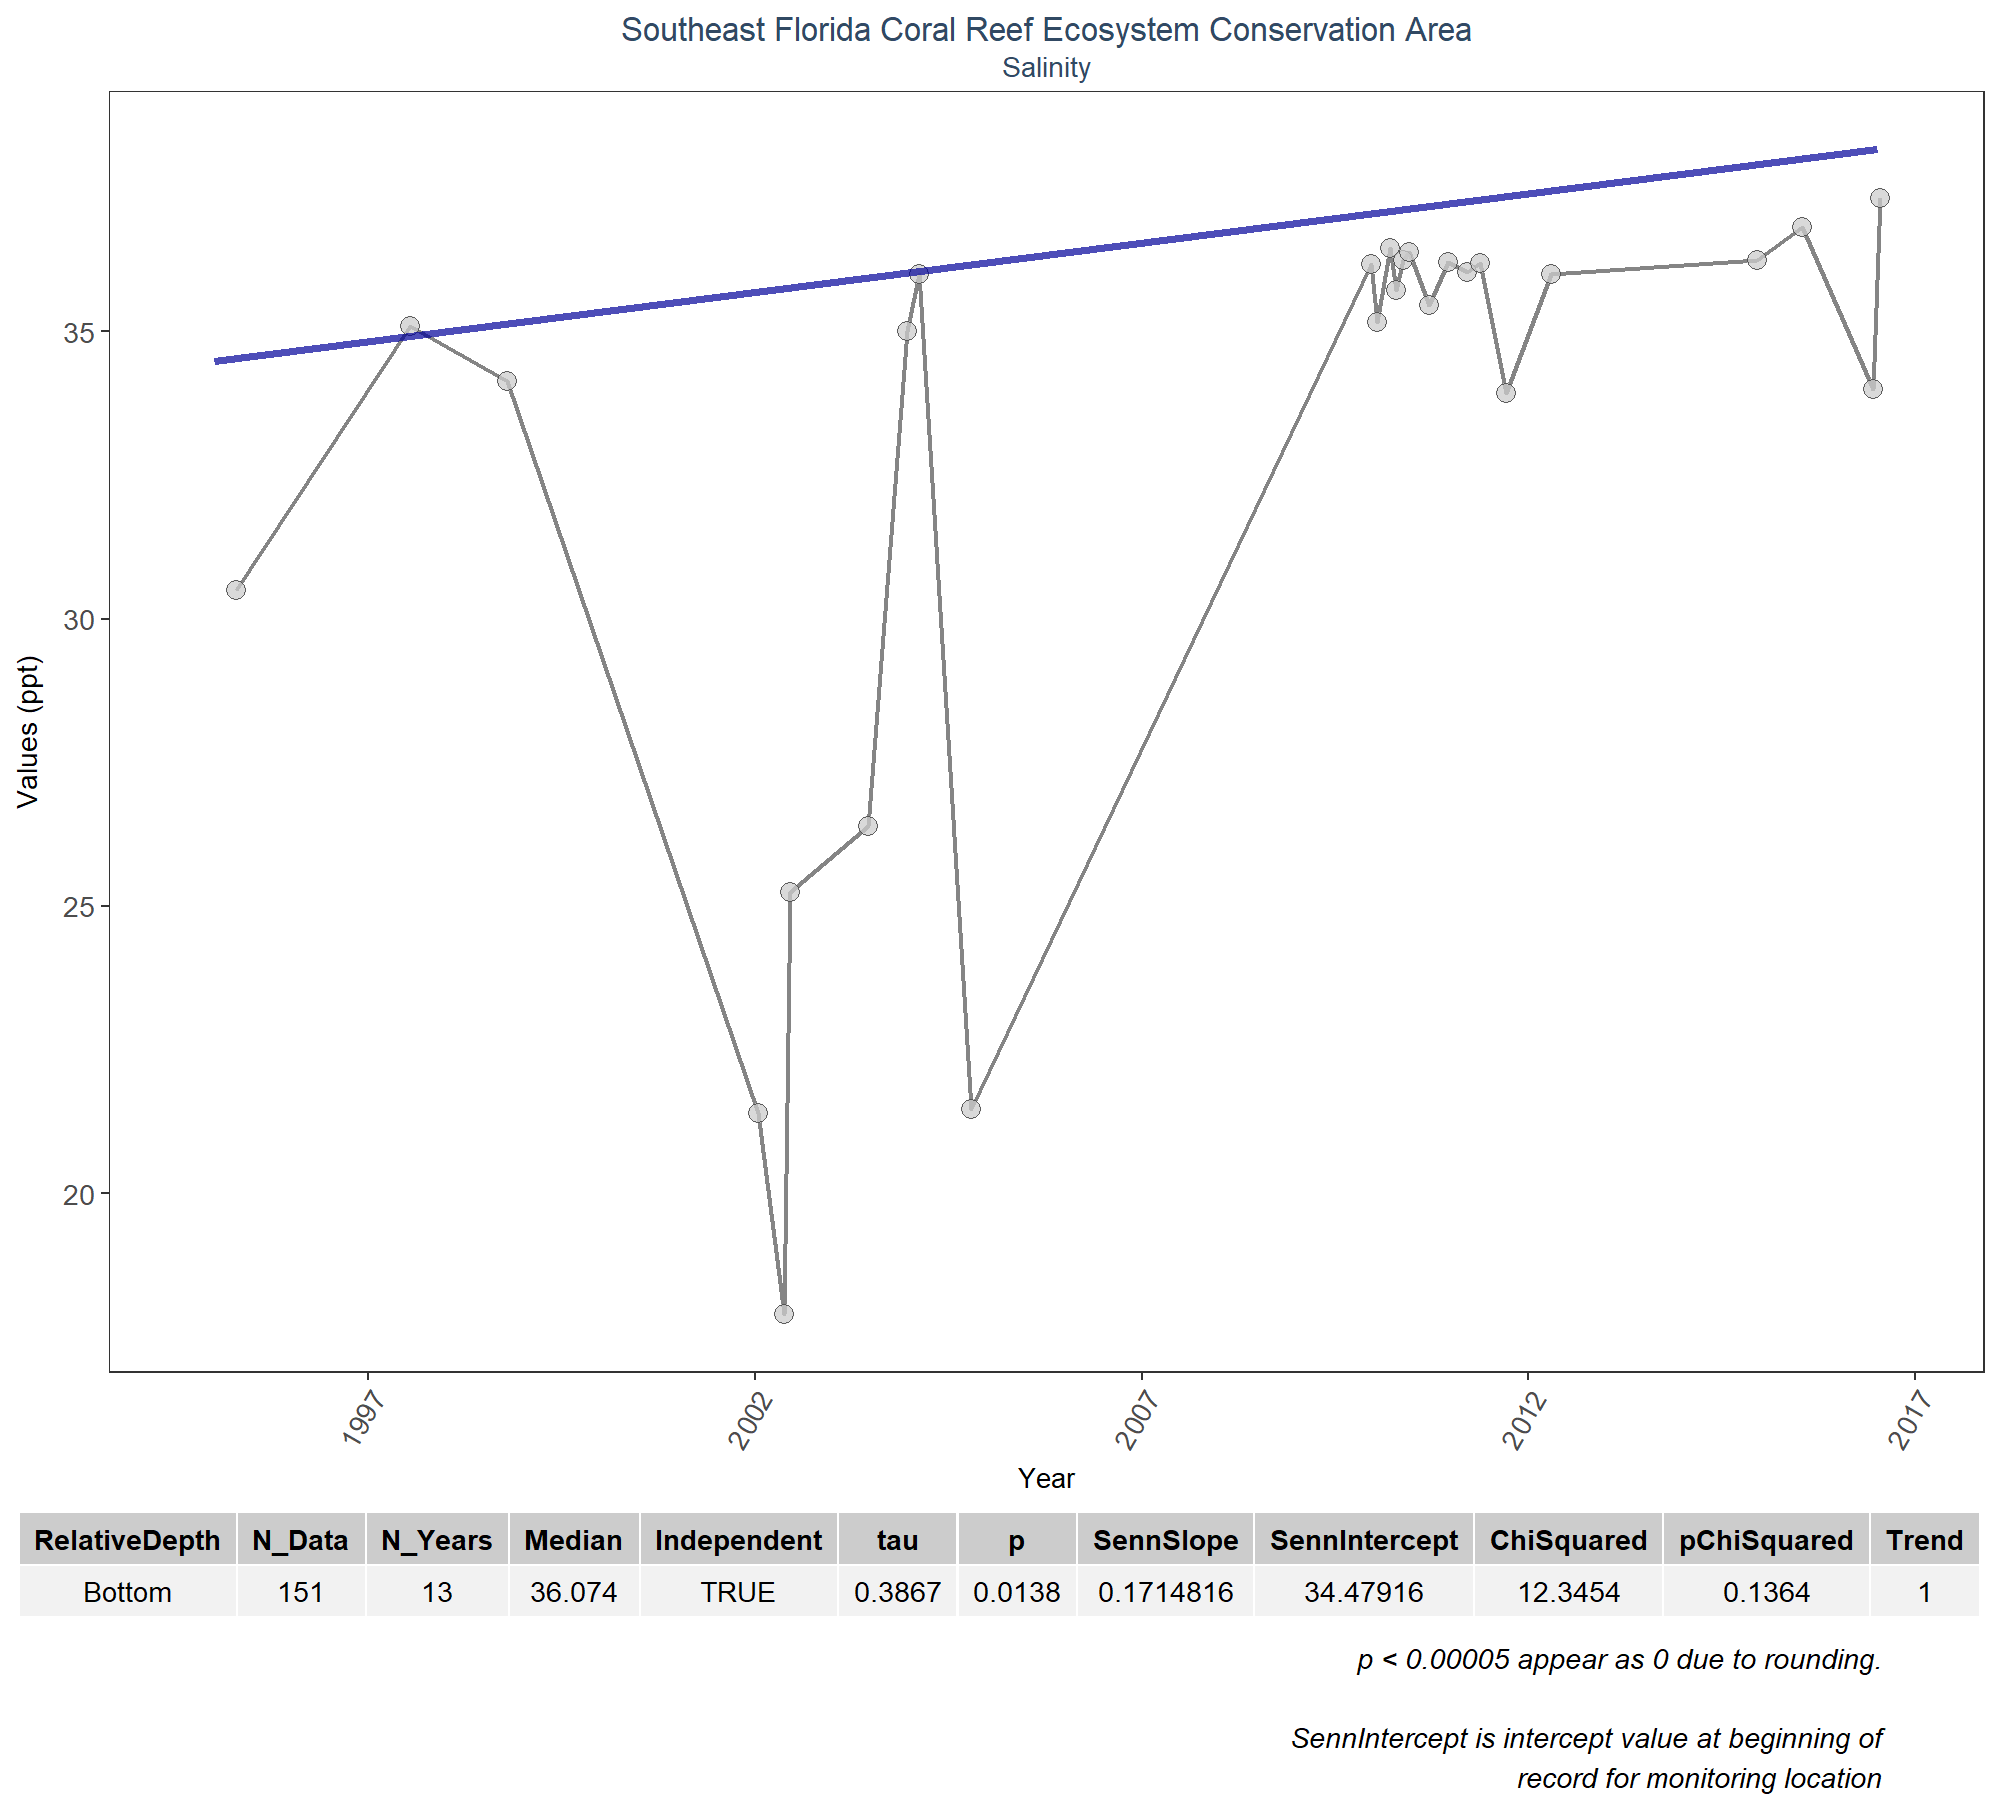 Southeast Florida Coral Reef Ecosystem Conservation Area
Salinity
35
30
25
20
Values (ppt)
1997
2002
2007
2012
2017
Year
RelativeDepth N_Data N_Years Median Independent tau p SennSlope SennIntercept ChiSquared pChiSquared Trend
Bottom 151 13 36.074 TRUE 0.3867 0.0138 0.1714816 34.47916 12.3454 0.1364 1
p < 0.00005 appear as 0 due to rounding.
SennIntercept is intercept value at beginning of
record for monitoring location